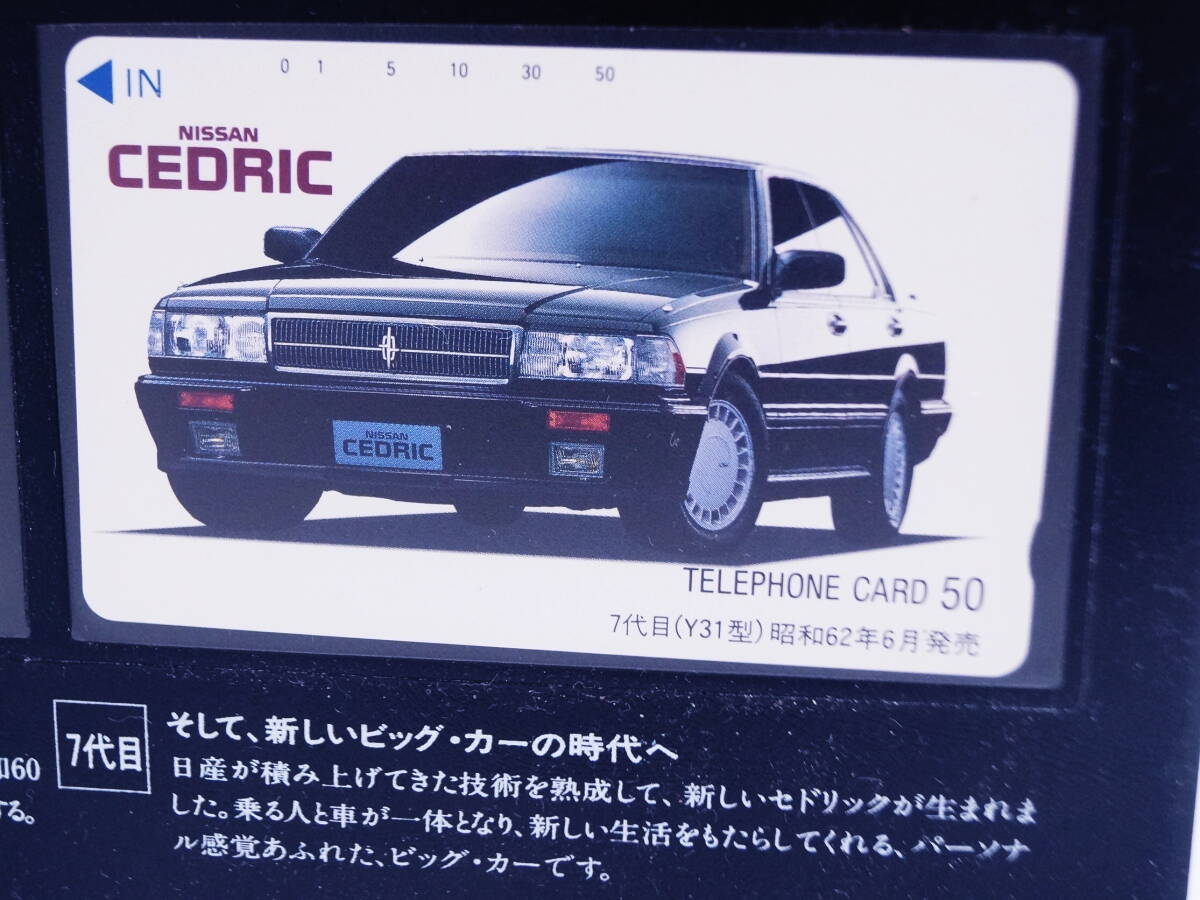 IN
0 1 5 10 30 50
NISSAN
CEDRIC
NISSAN
CEDRIC
TELEPHONE CARD 50
7代目(Y31型)昭和62年6月発売
7代目
そして、新しいビッグ・カーの時代へ
日産が積み上げてきた技術を熟成して、新しいセドリックが生まれま
した。乗る人と車が一体となり、新しい生活をもたらしてくれる、パーソナ
ル感覚あふれた、ビッグ・カーです。
和60
する。